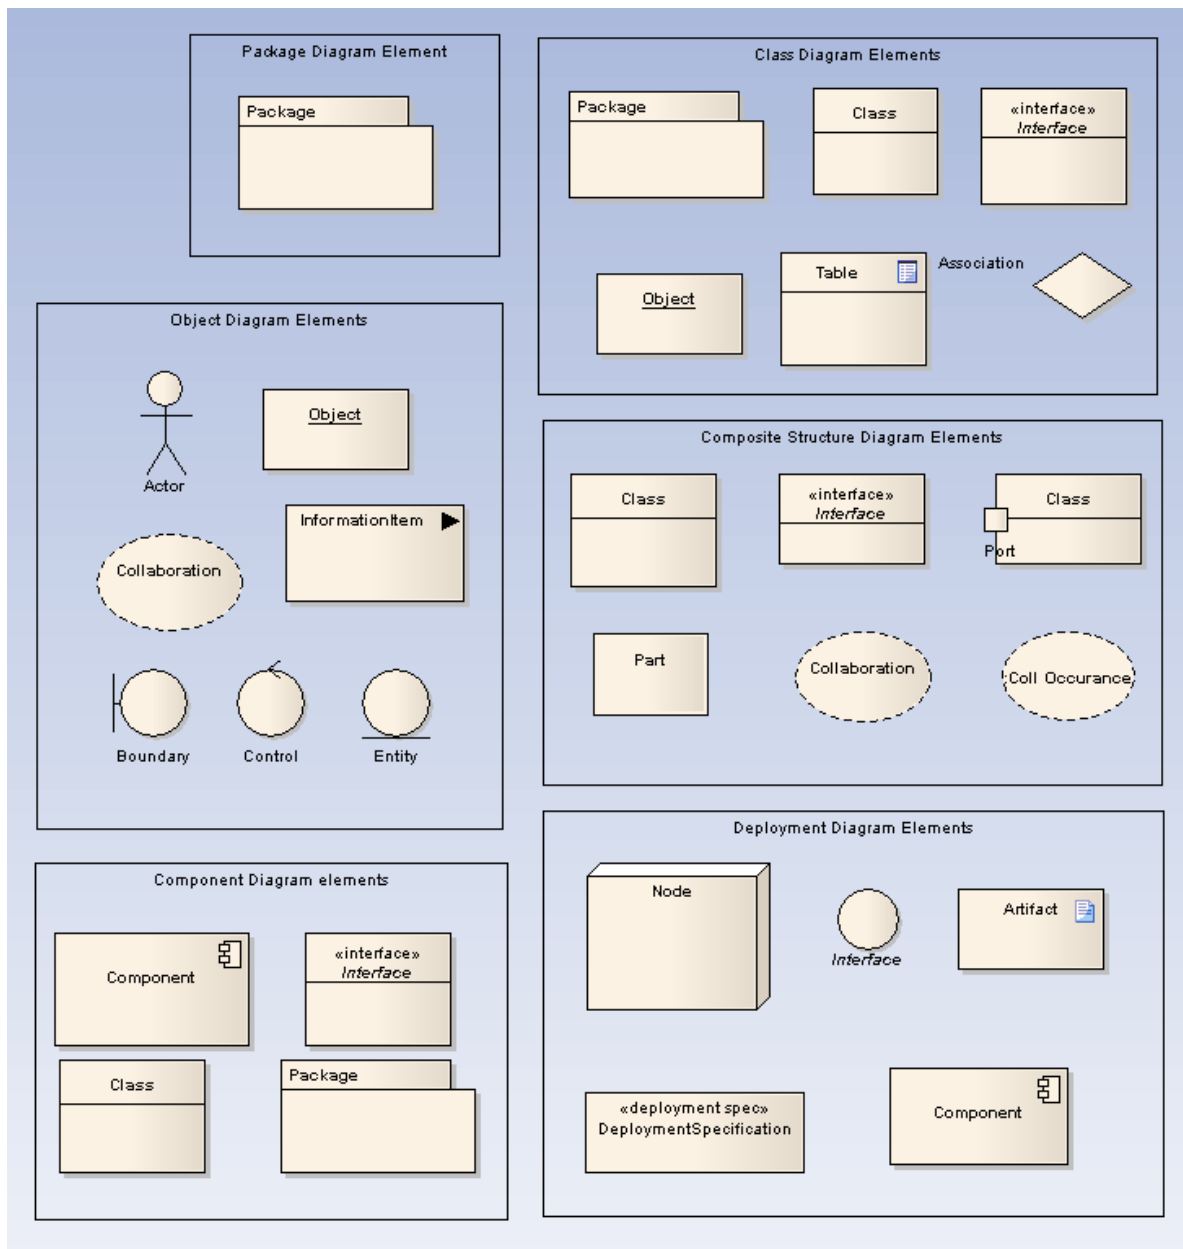 Package Diagram Element
Package
Class Diagram Elements
Package
Class
«interface»
Interface
Object
Table
Association
Object Diagram Elements
Actor
Object
InformationItem
Collaboration
Boundary
Control
Entity
Composite Structure Diagram Elements
Class
«interface»
Interface
Class
Port
Part
Collaboration
Coll Occurance
Component Diagram elements
Component
«interface»
Interface
Class
Package
Deployment Diagram Elements
Node
Interface
Artifact
«deployment spec»
DeploymentSpecification
Component